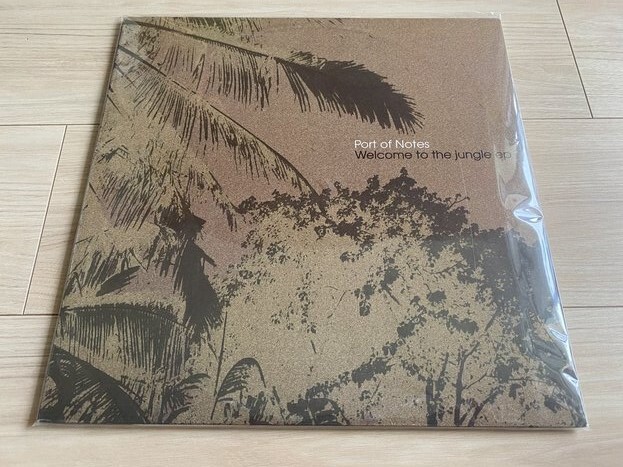 Port of Notes
Welcome to the jungle ep